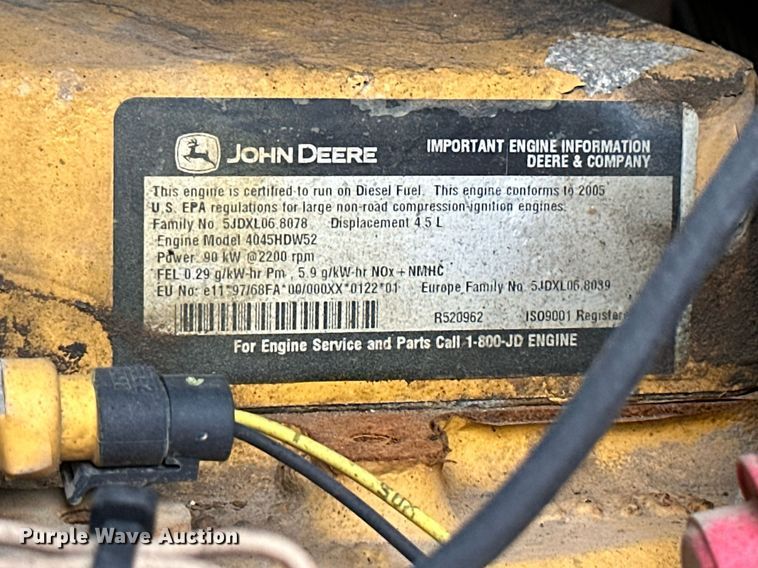 JOHN DEERE
IMPORTANT ENGINE INFORMATION
DEERE & COMPANY
This engine is certified to run on Diesel Fuel. This engine conforms to 2005
U.S. EPA regulations for large non-road compression-ignition engines.
Family No. 5JDXL06.8078 Displacement 4.5 L
Engine Model 4045HDW52
Power 90 kW @2200 rpm
FEL 0.29 g/kW-hr Pm , 5.9 g/kW-hr NOx + NMHC
EU No: e11*97/68FA*00/000XX*0122*01 Europe Family No. 5JDXL06.8039
R520962 ISO9001 Registere
For Engine Service and Parts Call 1-800-JD ENGINE
Purple Wave Auction